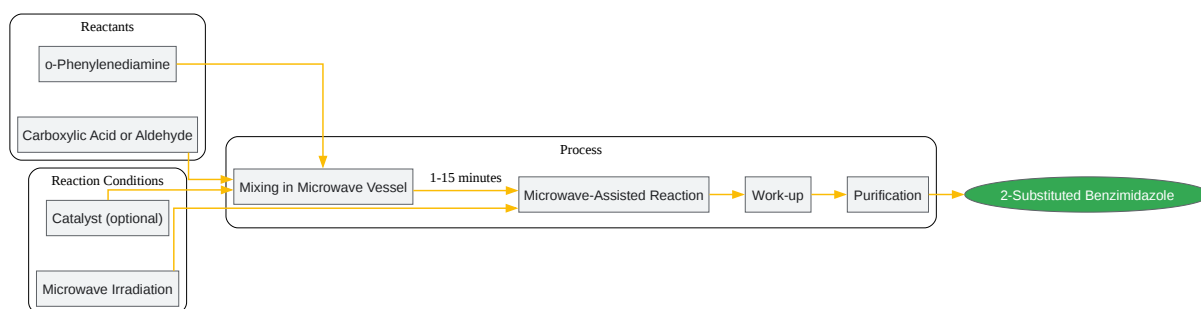 Reactants
o-Phenylenediamine
Carboxylic Acid or Aldehyde
Reaction Conditions
Catalyst (optional)
Microwave Irradiation
Process
Mixing in Microwave Vessel
1-15 minutes
Microwave-Assisted Reaction
Work-up
Purification
2-Substituted Benzimidazole